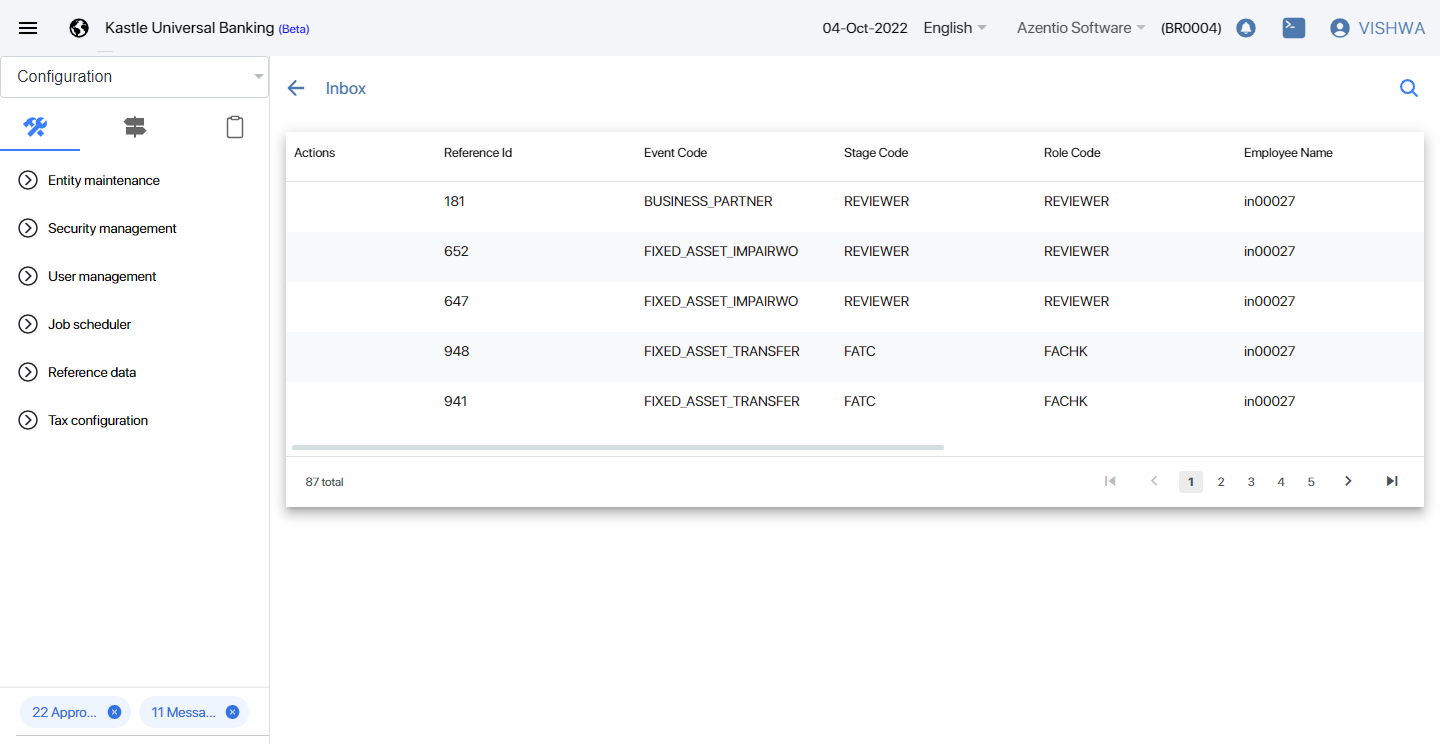 Kastle Universal Banking (Beta) 04-Oct-2022 English Azentio Software (BR0004) VISHWA
Configuration
Inbox
Entity maintenance
Security management
User management
Job scheduler
Reference data
Tax configuration
Actions Reference Id Event Code Stage Code Role Code Employee Name
181 BUSINESS_PARTNER REVIEWER REVIEWER in00027
652 FIXED_ASSET_IMPAIRWO REVIEWER REVIEWER in00027
647 FIXED_ASSET_IMPAIRWO REVIEWER REVIEWER in00027
948 FIXED_ASSET_TRANSFER FATC FACHK in00027
941 FIXED_ASSET_TRANSFER FATC FACHK in00027
87 total 1 2 3 4 5
22 Appro... 11 Messa...